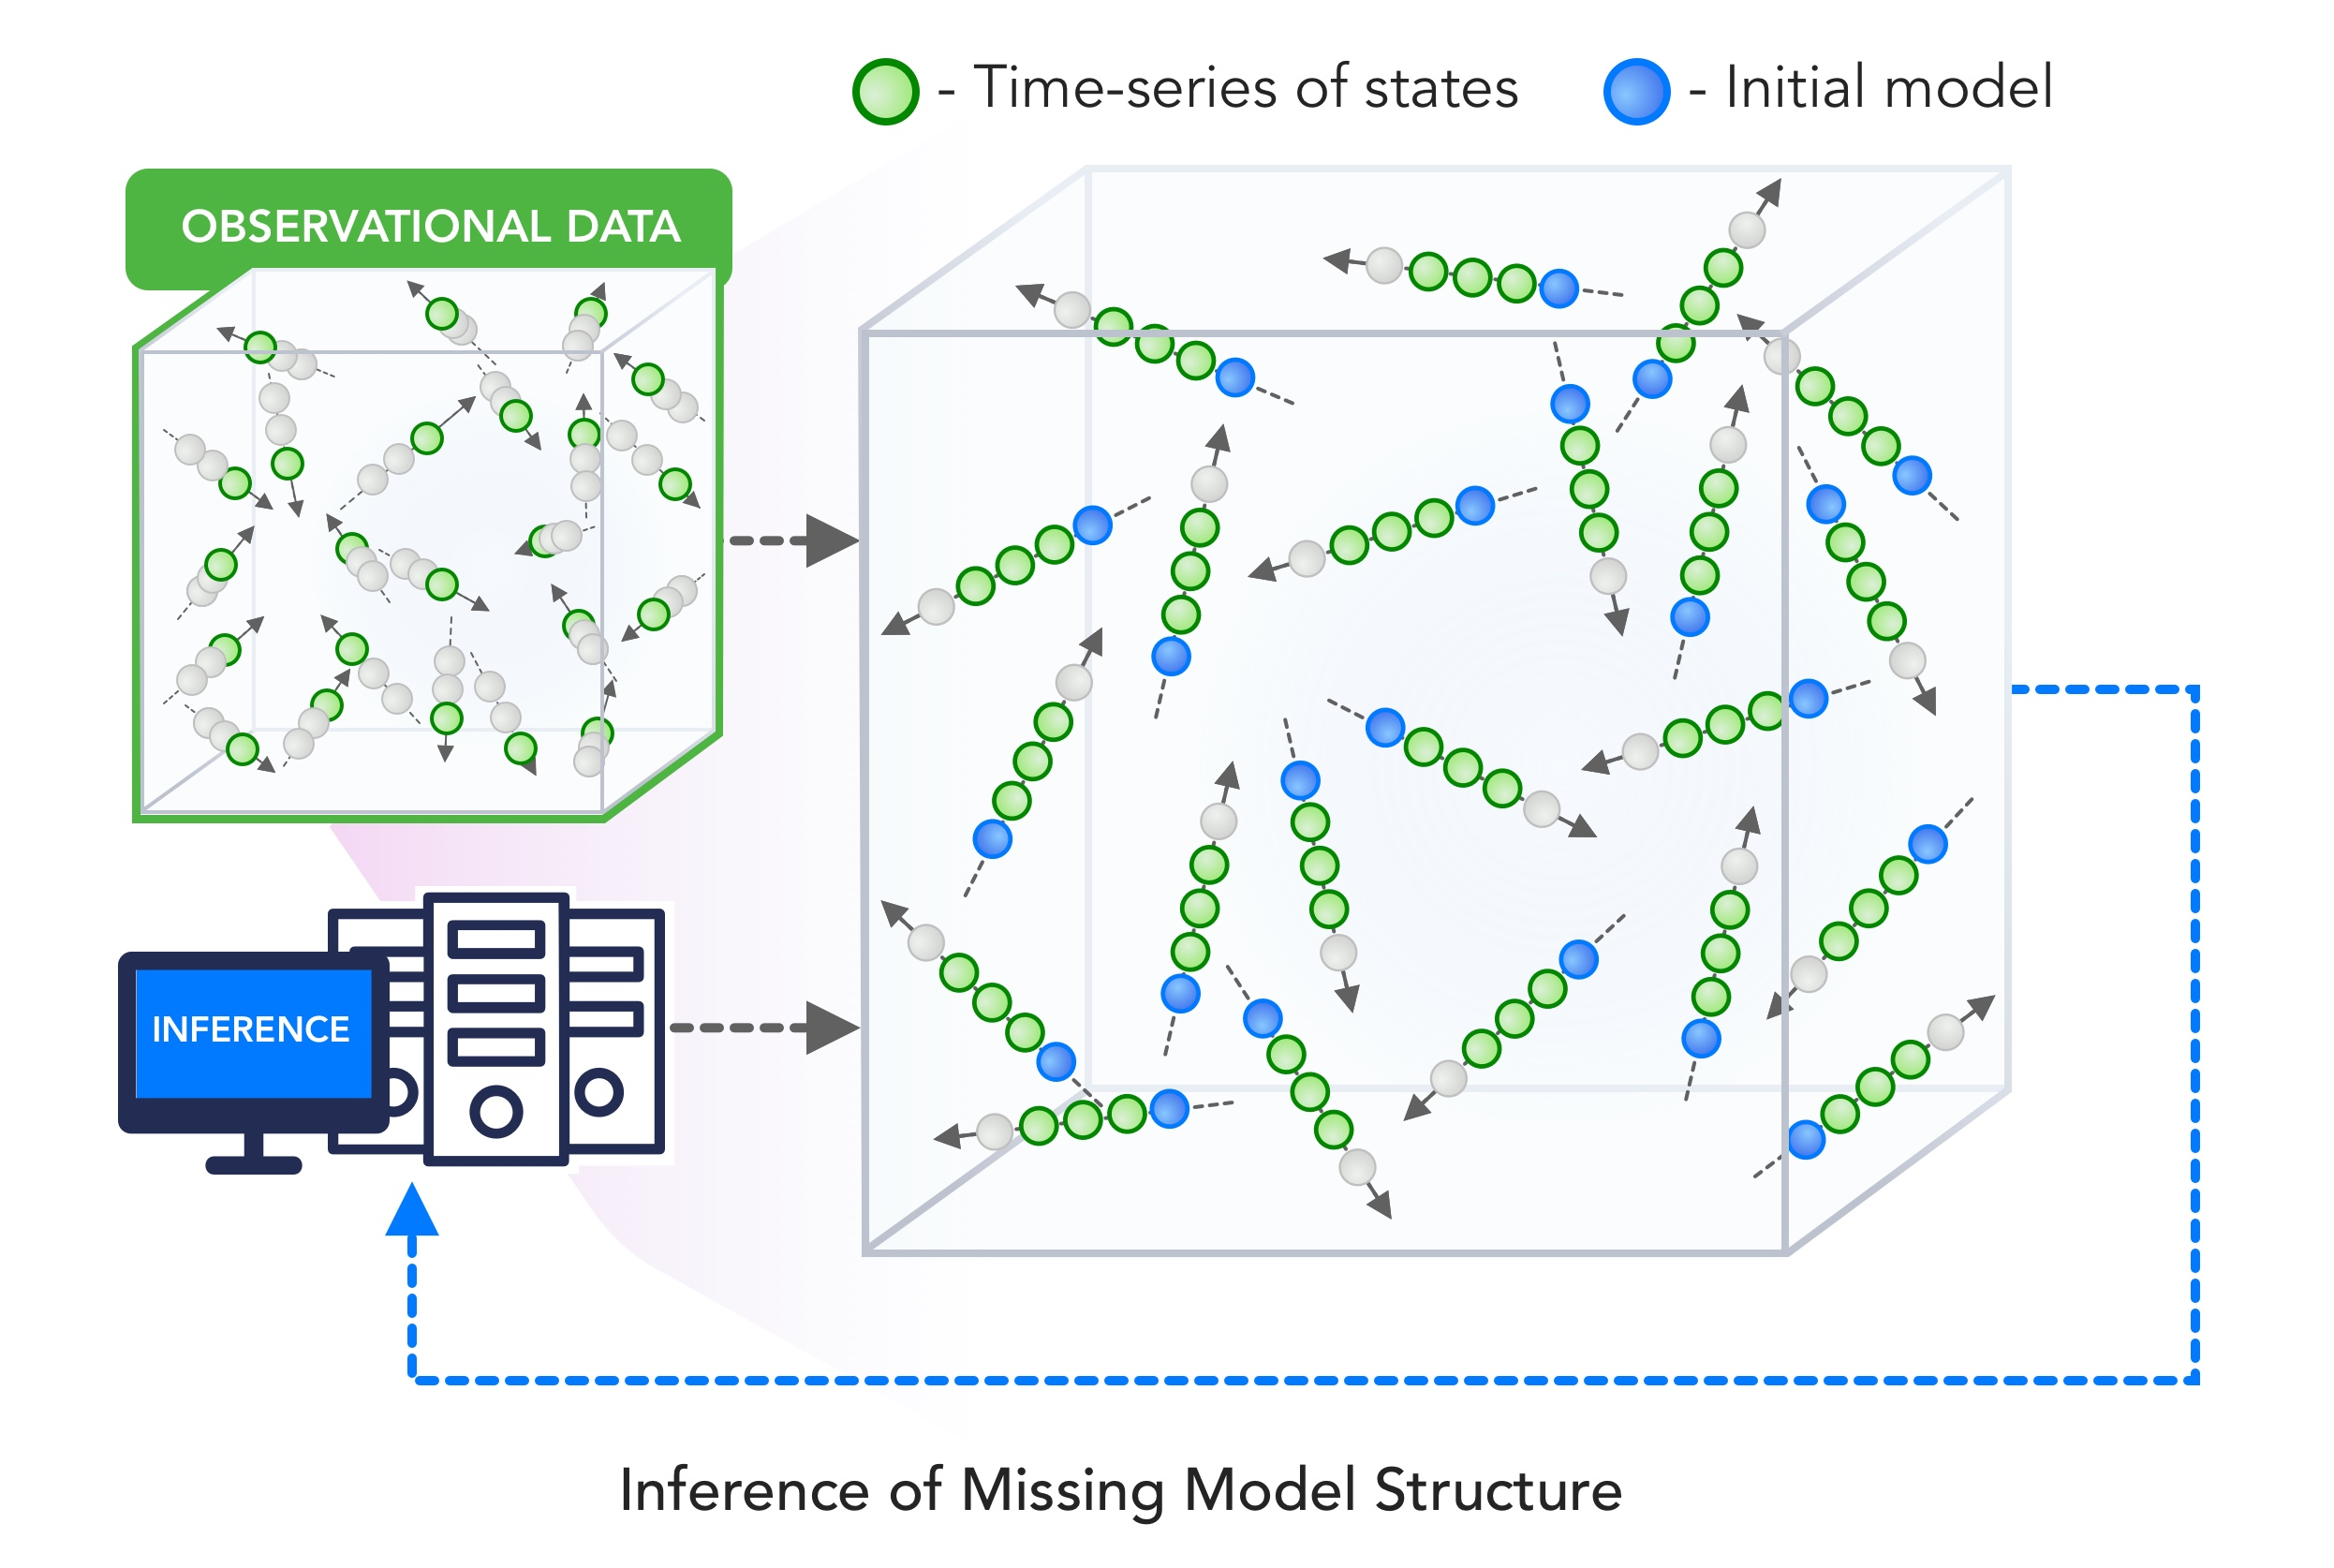 - Time-series of states
- Initial model
OBSERVATIONAL DATA
INFERENCE
Inference of Missing Model Structure